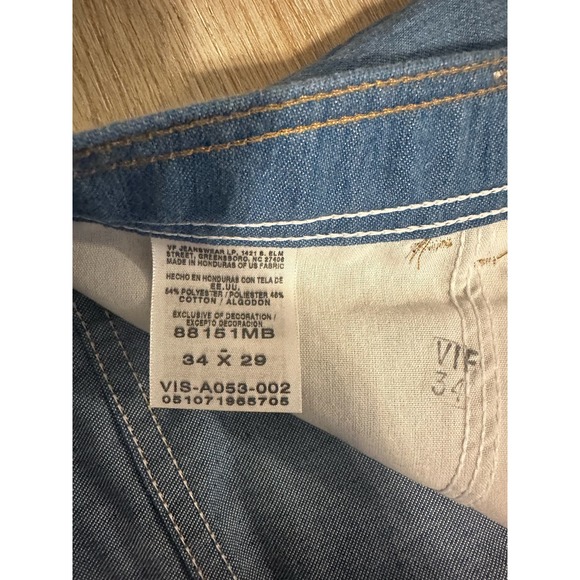 VF JEANSWEAR LP, 1421 S. ELM
STREET, GREENSBORO, NC 27406
MADE IN HONDURAS OF US FABRIC
HECHO EN HONDURAS CON TELA DE
EE.UU.
54% POLYESTER / POLIESTER 46%
COTTON / ALGODON
EXCLUSIVE OF DECORATION /
EXCEPTO DECORACION
88151MB
34 X 29
VIS-A053-002
051071965705
VIF
34